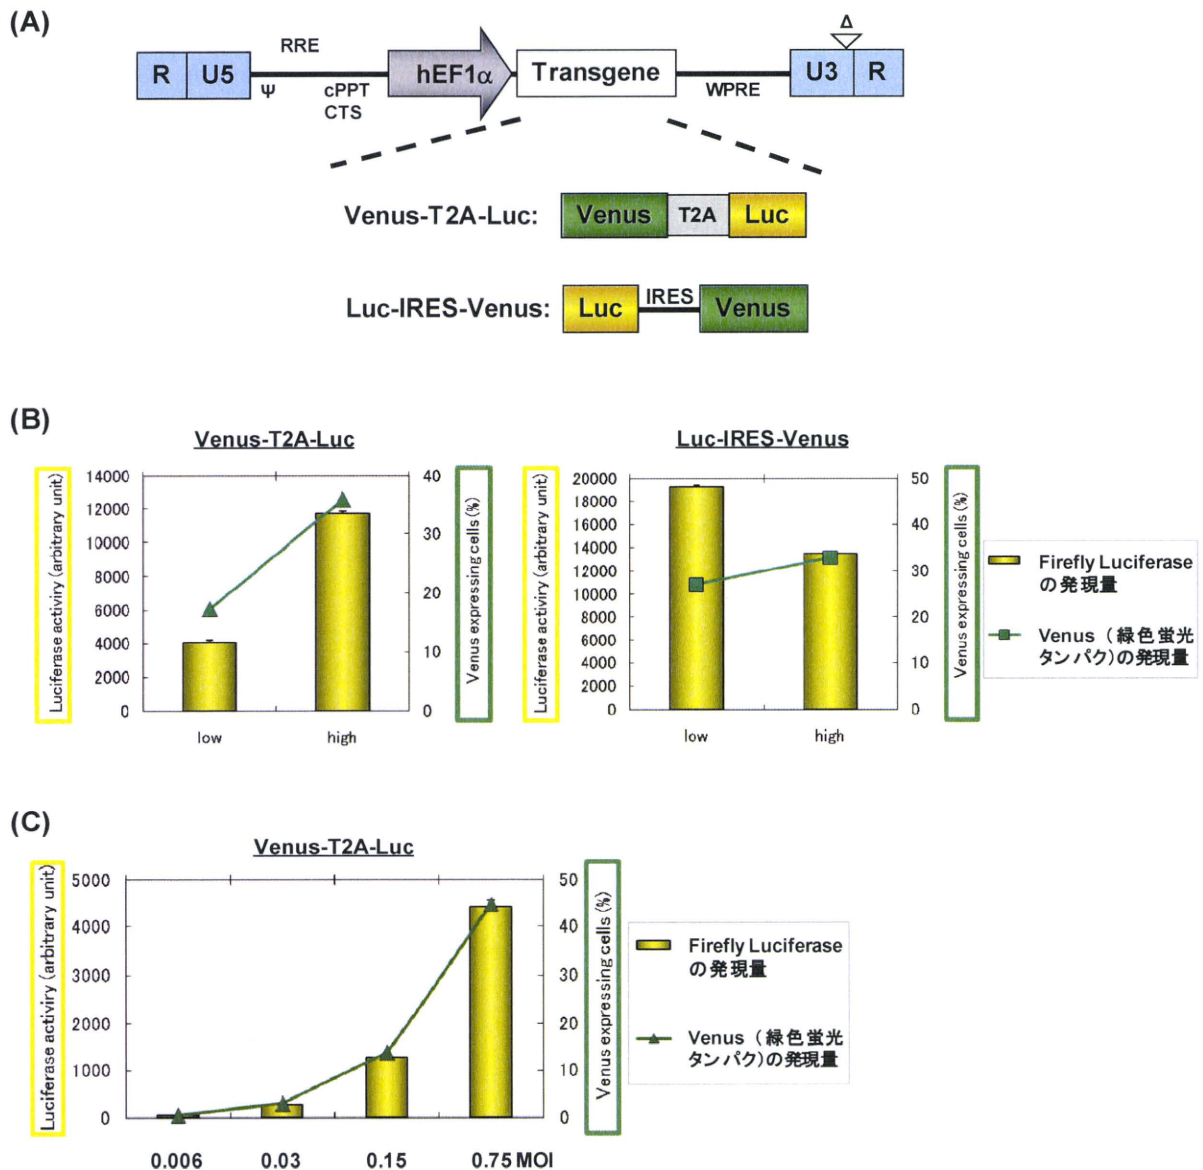 (A)
Δ
RRE
R U5 hEF1α Transgene U3 R
Ψ cPPT WPRE
CTS
Venus-T2A-Luc: Venus T2A Luc
Luc-IRES-Venus: Luc IRES Venus
(B)
Venus-T2A-Luc
Luciferase activiry (arbitrary unit)
14000
12000
10000
8000
6000
4000
2000
0
low high
40
30
20
10
0
Venus expressing cells (%)
Luc-IRES-Venus
Luciferase activiry (arbitrary unit)
20000
18000
16000
14000
12000
10000
8000
6000
4000
2000
0
low high
50
40
30
20
10
0
Venus expressing cells (%)
Firefly Luciferase
の発現量
Venus (緑色蛍光
タンパク)の発現量
(C)
Venus-T2A-Luc
Luciferase activiry (arbitrary unit)
5000
4000
3000
2000
1000
0
0.006 0.03 0.15 0.75 MOI
50
40
30
20
10
0
Venus expressing cells (%)
Firefly Luciferase
の発現量
Venus (緑色蛍光
タンパク)の発現量